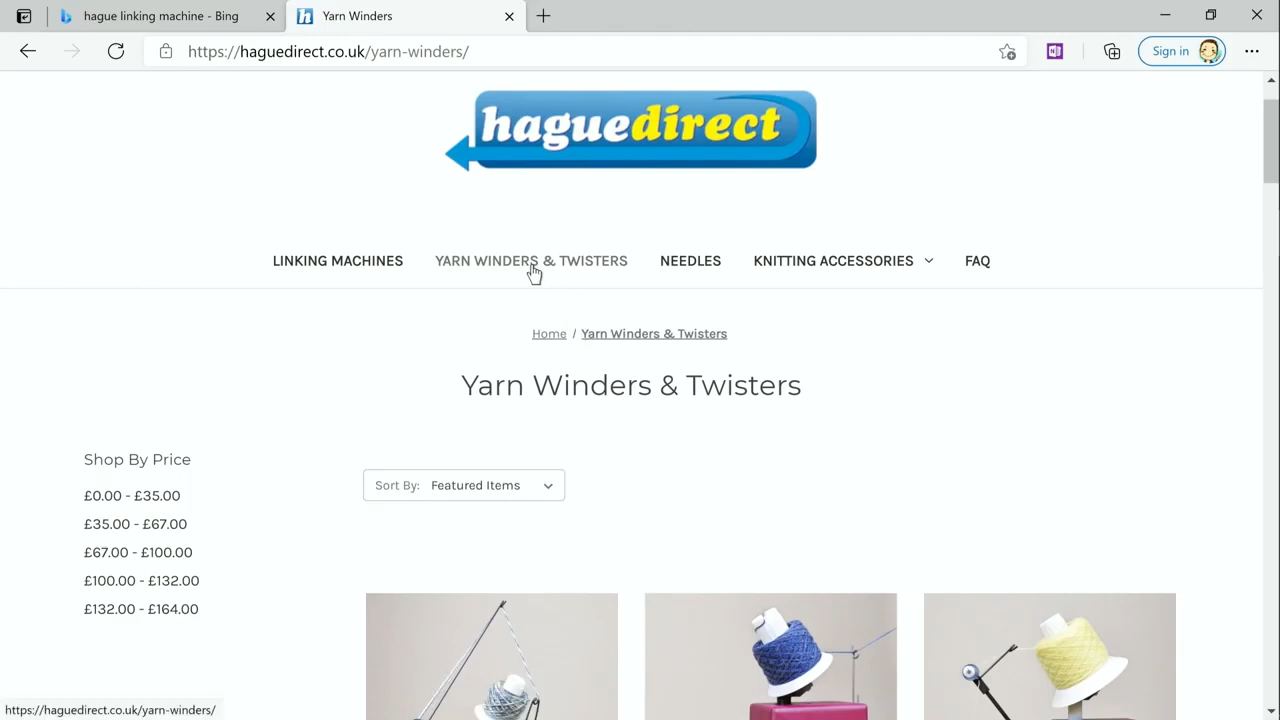 hague linking machine - Bing
Yarn Winders
https://haguedirect.co.uk/yarn-winders/
Sign in
haguedirect
LINKING MACHINES
YARN WINDERS & TWISTERS
NEEDLES
KNITTING ACCESSORIES
FAQ
Home / Yarn Winders & Twisters
Yarn Winders & Twisters
Shop By Price
Sort By: Featured Items
£0.00 - £35.00
£35.00 - £67.00
£67.00 - £100.00
£100.00 - £132.00
£132.00 - £164.00
https://haguedirect.co.uk/yarn-winders/